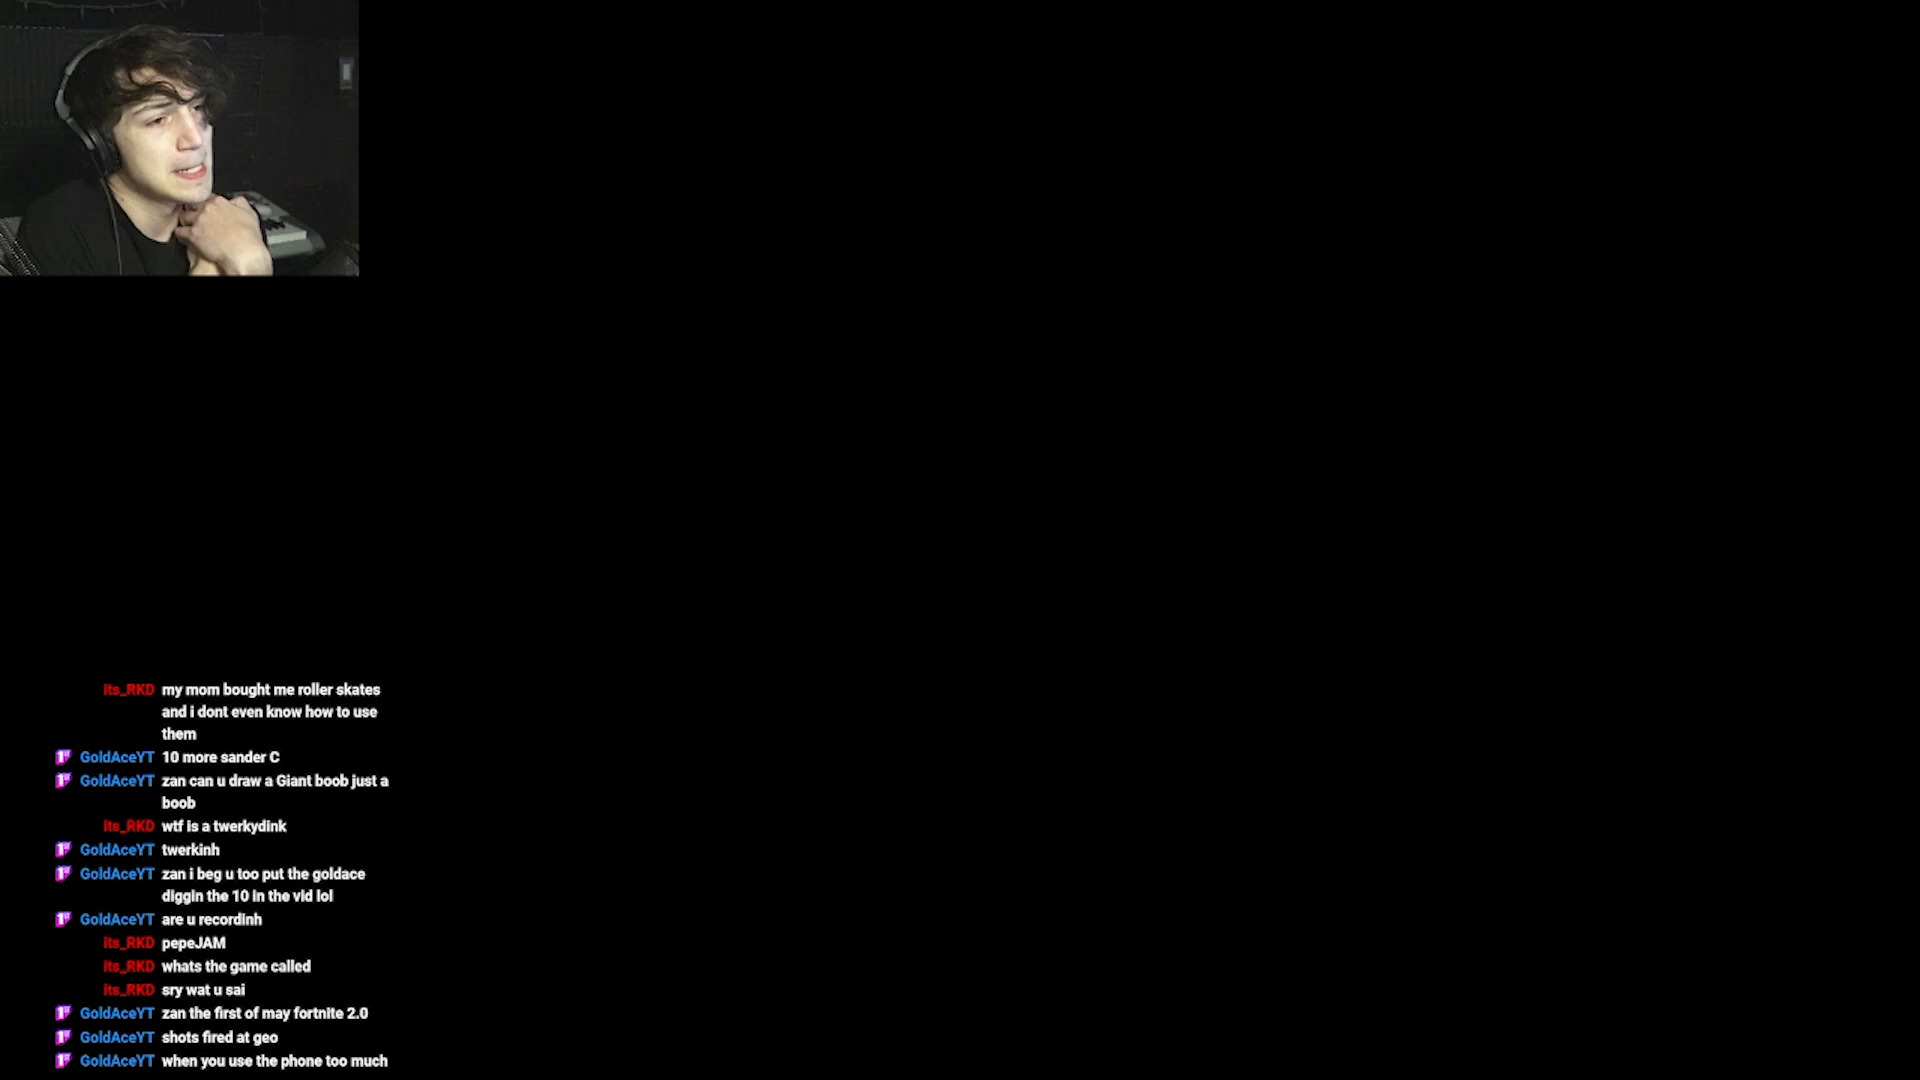 its_RKD my mom bought me roller skates
and i dont even know how to use
them
GoldAceYT 10 more sander C
GoldAceYT zan can u draw a Giant boob just a
boob
its_RKD wtf is a twerkydink
GoldAceYT twerkinh
GoldAceYT zan i beg u too put the goldace
diggin the 10 in the vid lol
GoldAceYT are u recordinh
its_RKD pepeJAM
its_RKD whats the game called
its_RKD sry wat u sai
GoldAceYT zan the first of may fortnite 2.0
GoldAceYT shots fired at geo
GoldAceYT when you use the phone too much